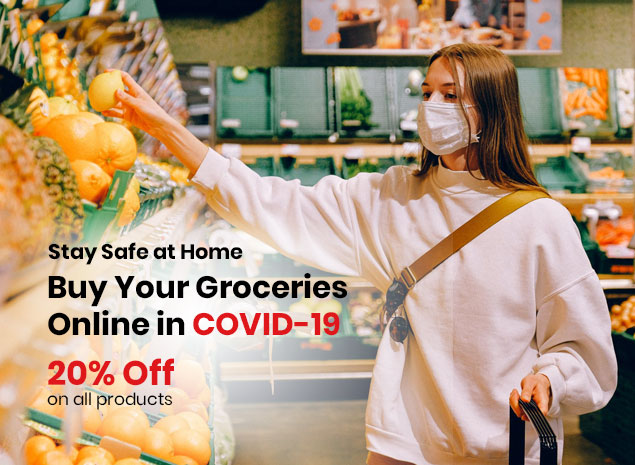 Stay Safe at Home
Buy Your Groceries
Online in COVID-19
20% Off
on all products